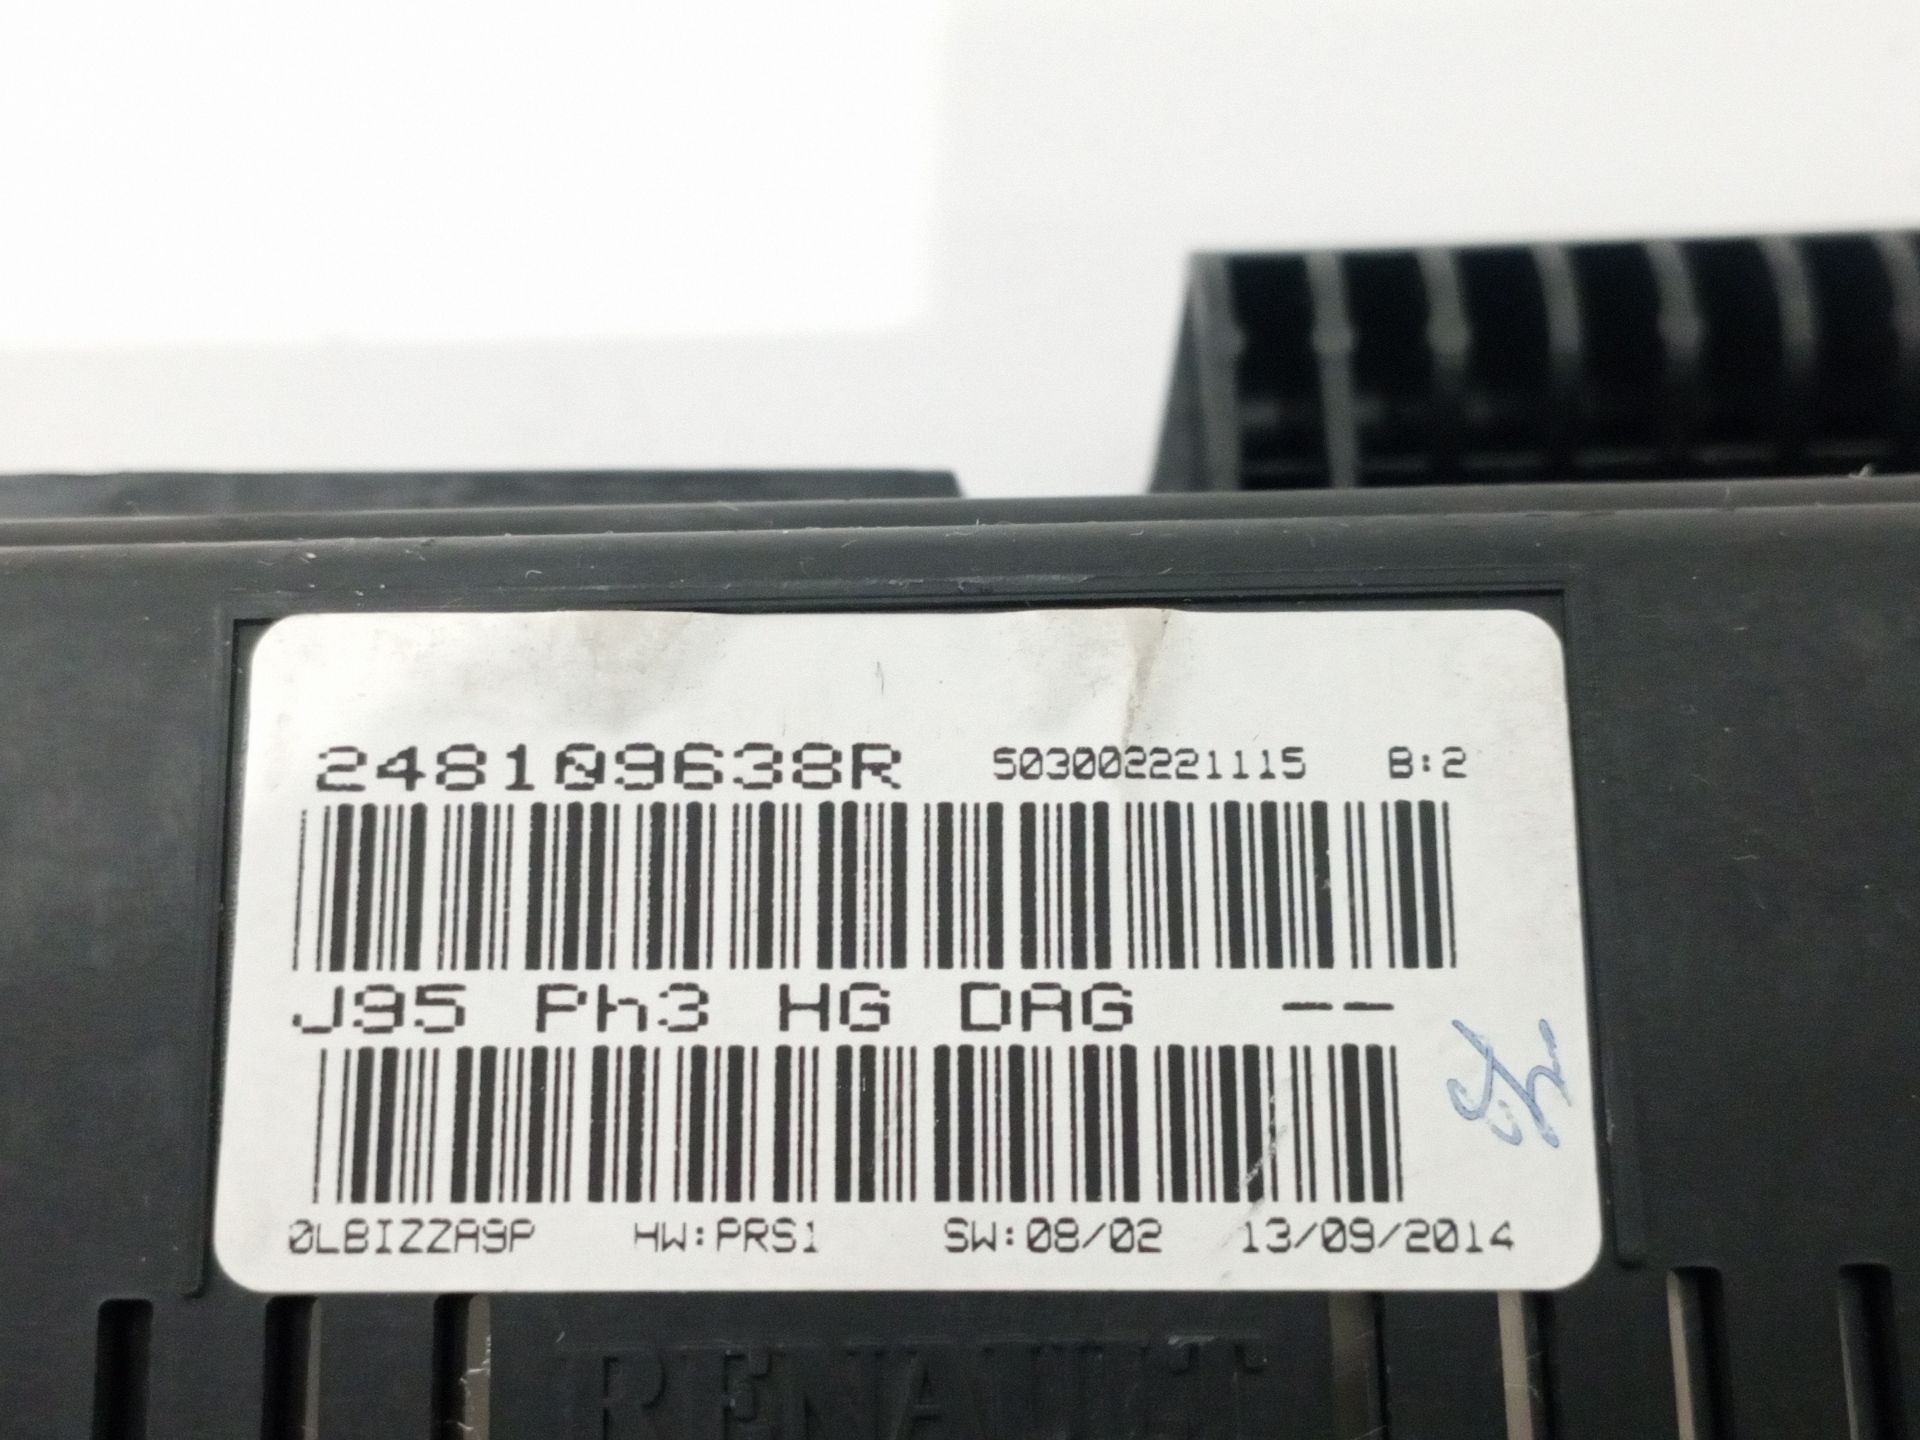 248109638R 503002221115 B:2
J95 Ph3 HG DAG --
0LBIZZA9P HW:PRS1 SW:08/02 13/09/2014
RENAULT